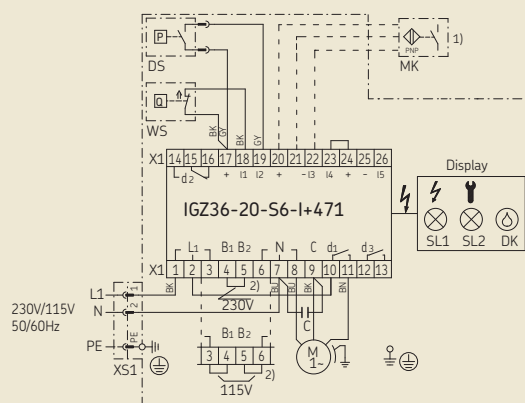 P
DS
PNP
1)
MK
Q
WS
BK
GY
BK
GY
X1 14 15 16 17 18 19 20 21 22 23 24 25 26
d2 + I1 I2 + - I3 I4 + - I5
IGZ36-20-S6-I+471
Display
SL1 SL2 DK
L1 B1 B2 N C d1 d3
X1 1 2 3 4 5 6 7 8 9 10 11 12 13
BK 2) BU BU BK BN
230V
C
L1 1
230V/115V
50/60Hz
N 2
PE PE
XS1
B1 B2
3 4 5 6
2)
115V
M
1~